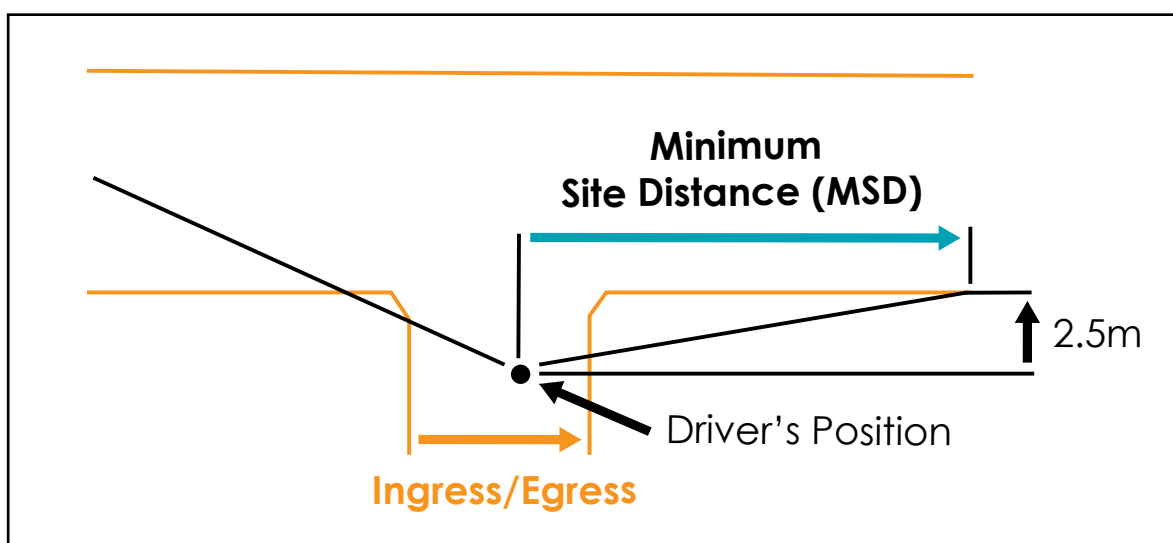 Minimum
Site Distance (MSD)
2.5m
Driver's Position
Ingress/Egress